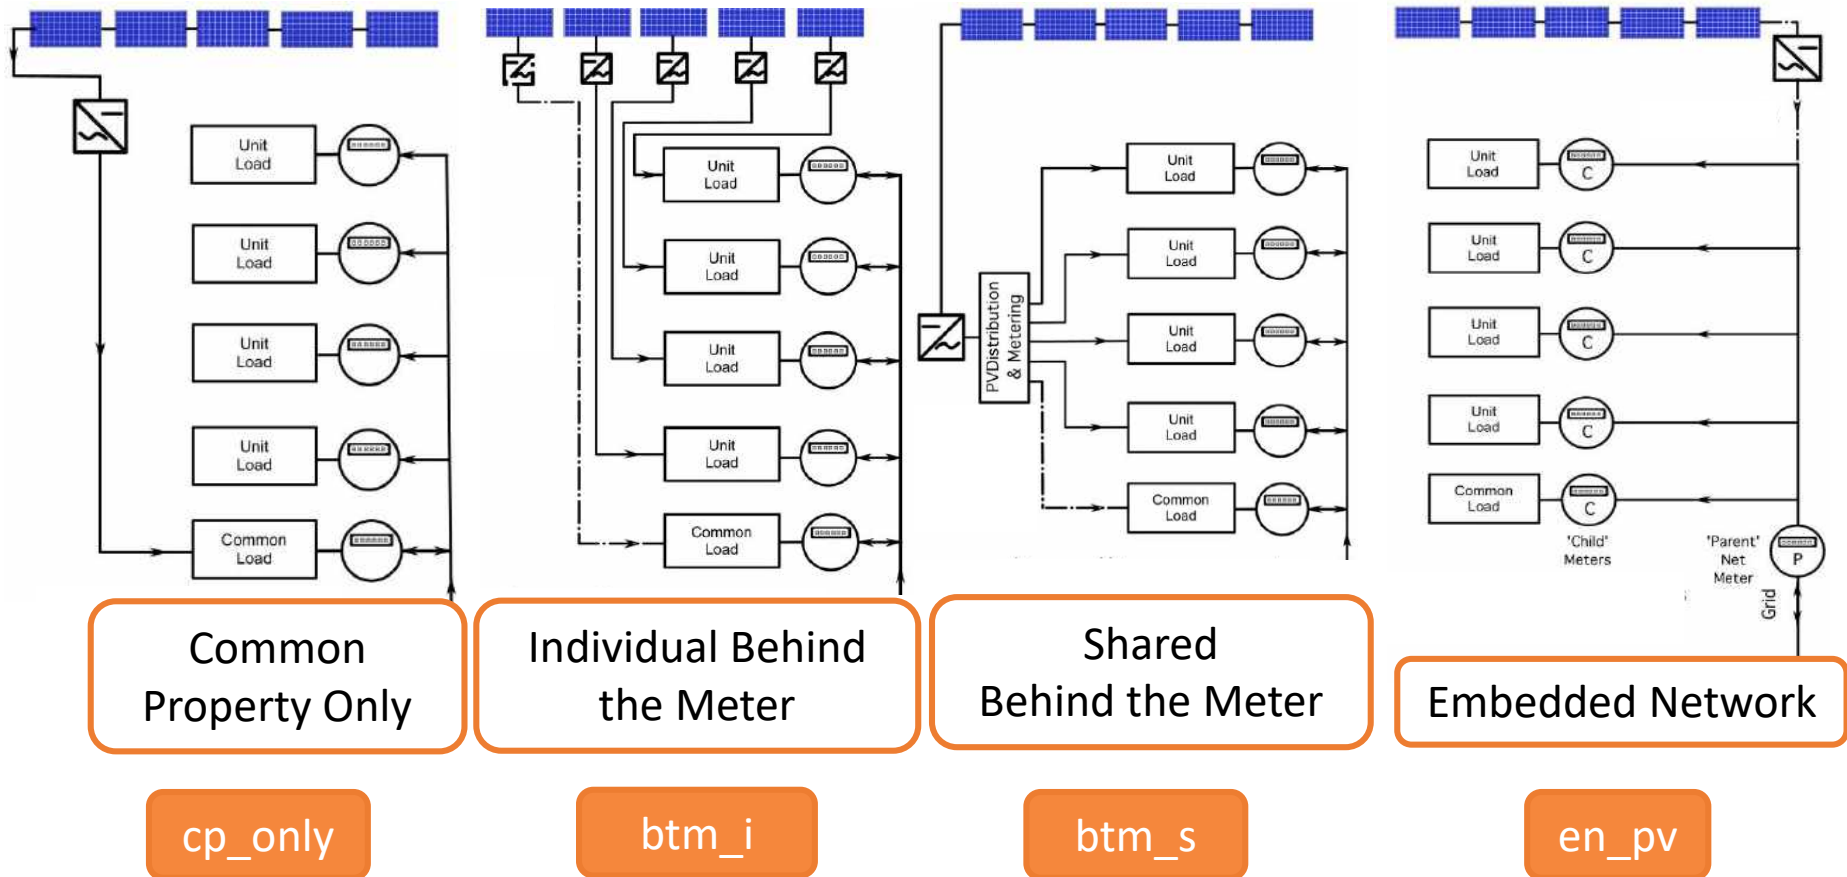 Unit
Load
Unit
Load
Unit
Load
Unit
Load
Common
Load
Common
Property Only
cp_only
Unit
Load
Unit
Load
Unit
Load
Unit
Load
Common
Load
Individual Behind
the Meter
btm_i
PVDistribution
& Metering
Unit
Load
Unit
Load
Unit
Load
Unit
Load
Common
Load
Shared
Behind the Meter
btm_s
Unit
Load
C
Unit
Load
C
Unit
Load
C
Unit
Load
C
Common
Load
C
'Child'
Meters
'Parent'
Net
Meter
P
Grid
Embedded Network
en_pv